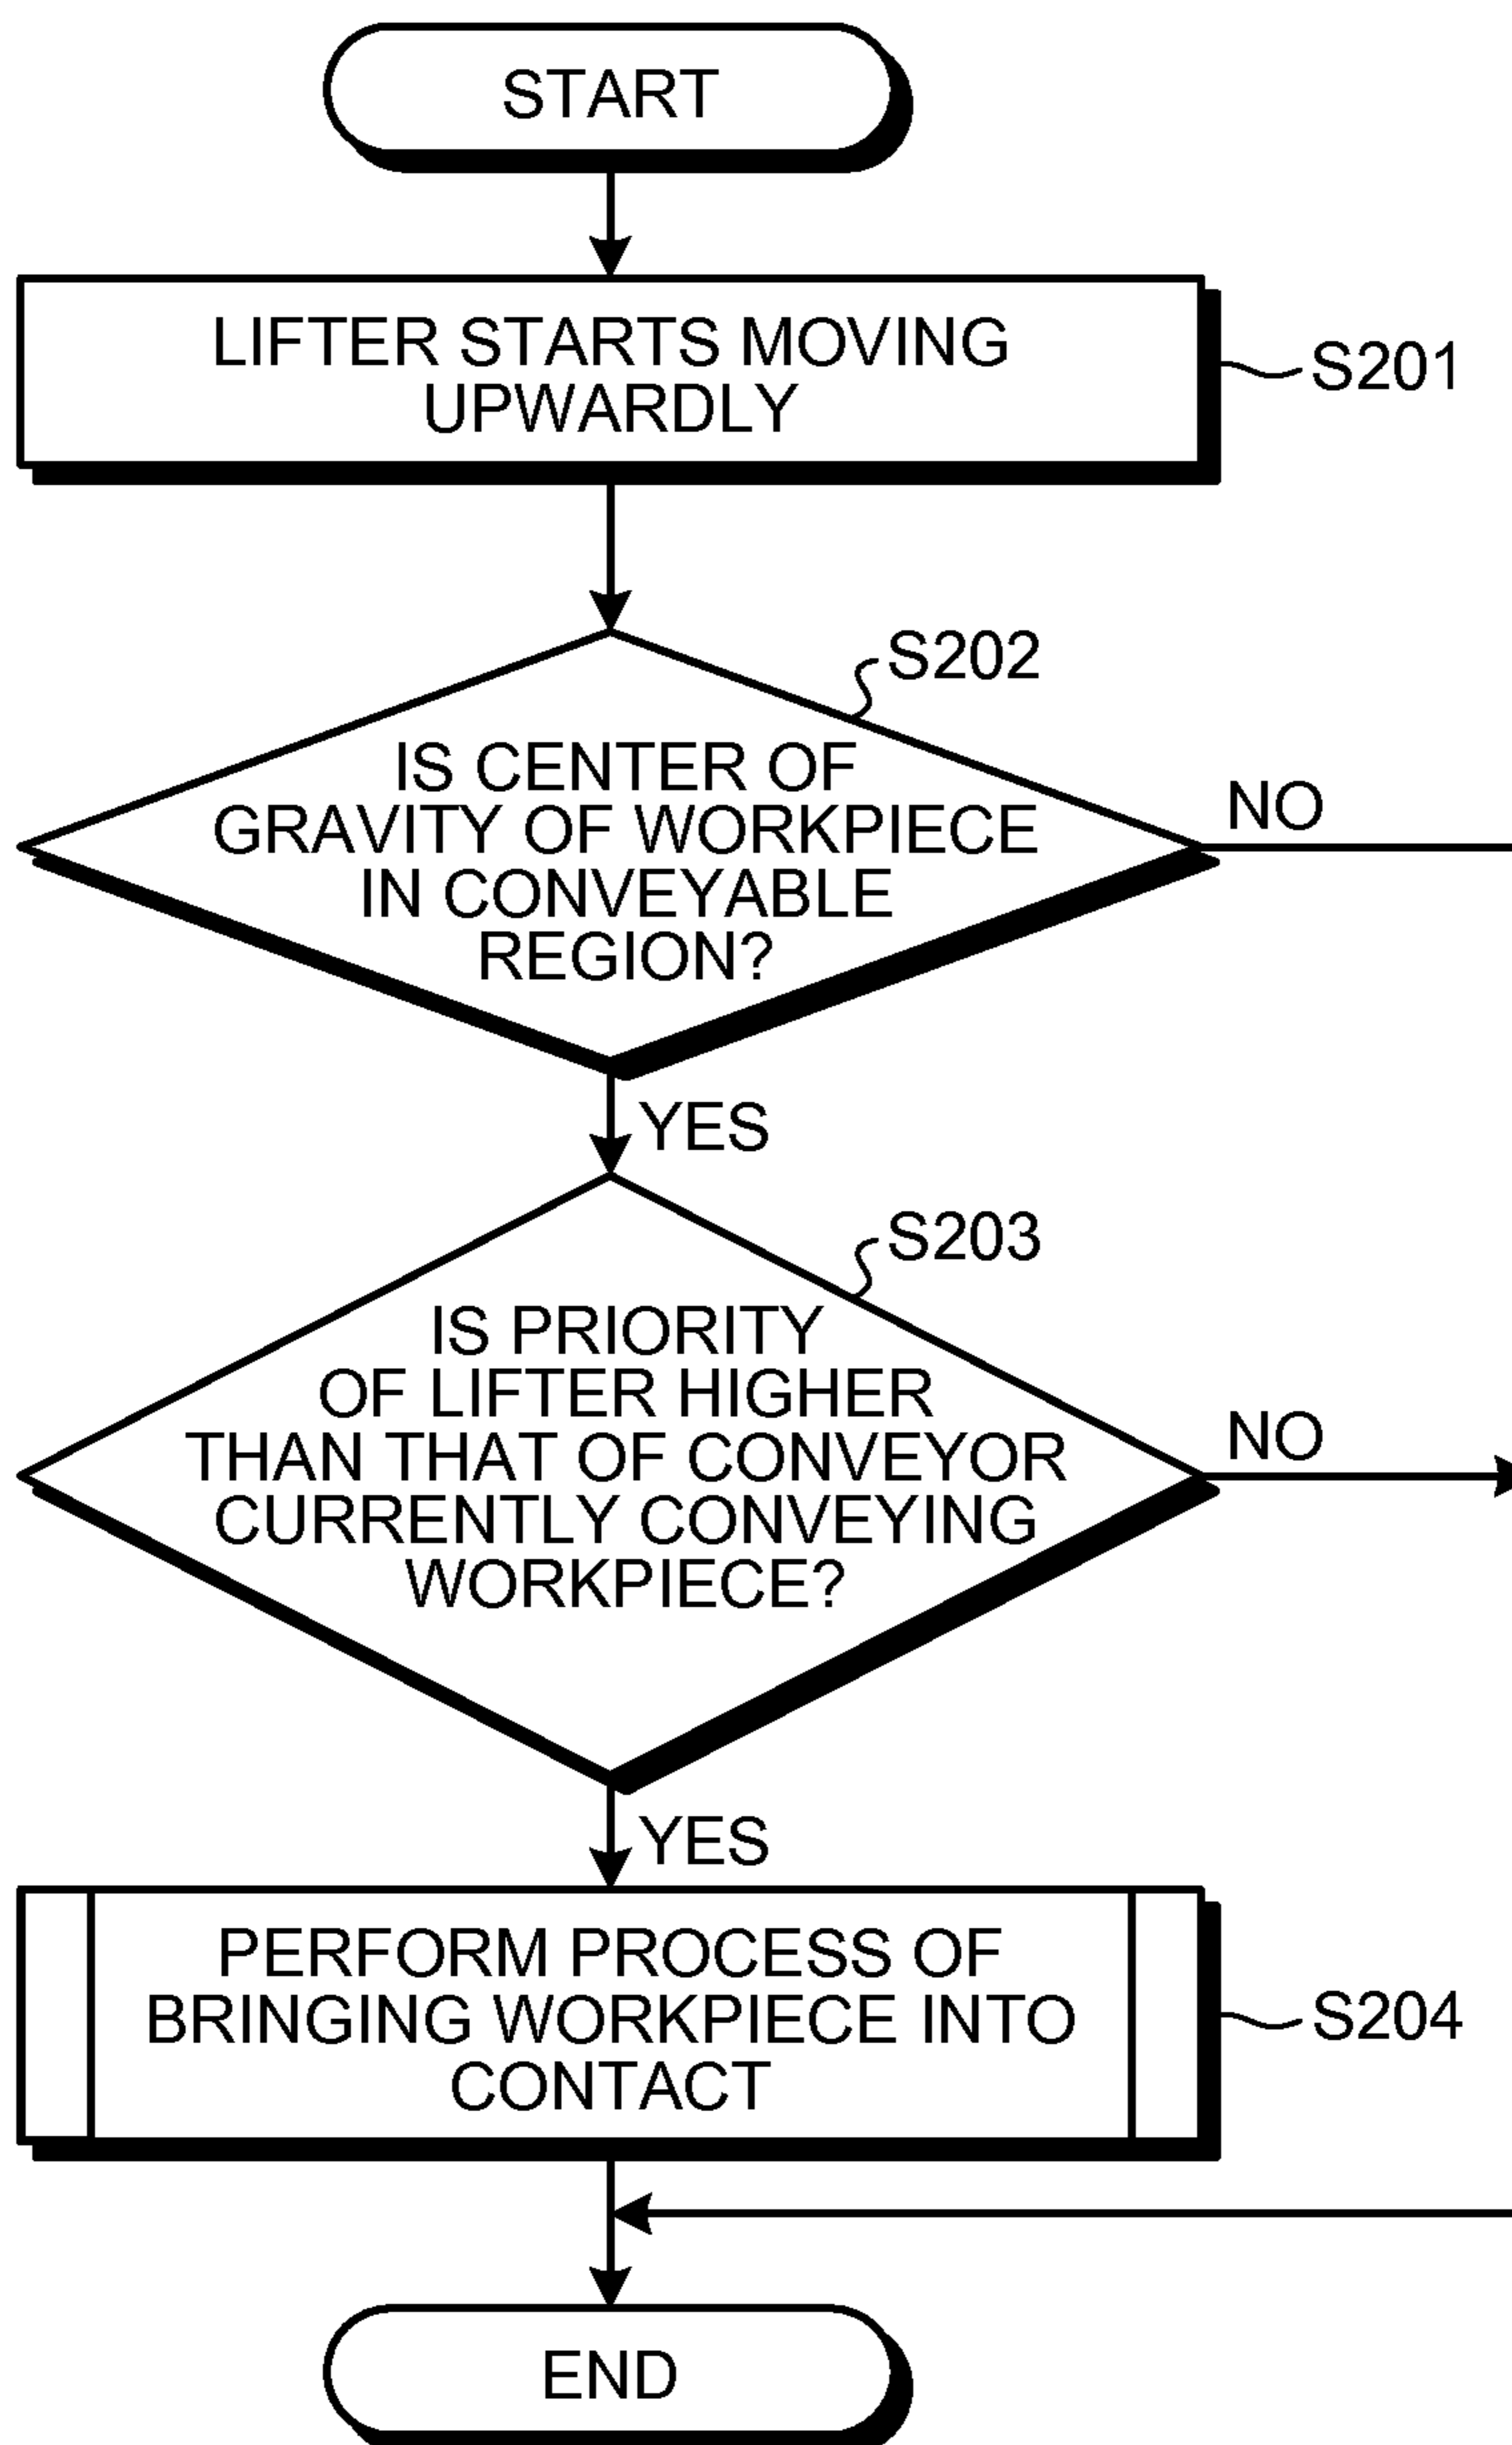 START
LIFTER STARTS MOVING
UPWARDLY
S201
S202
IS CENTER OF
GRAVITY OF WORKPIECE
IN CONVEYABLE
REGION?
NO
YES
S203
IS PRIORITY
OF LIFTER HIGHER
THAN THAT OF CONVEYOR
CURRENTLY CONVEYING
WORKPIECE?
NO
YES
PERFORM PROCESS OF
BRINGING WORKPIECE INTO
CONTACT
S204
END